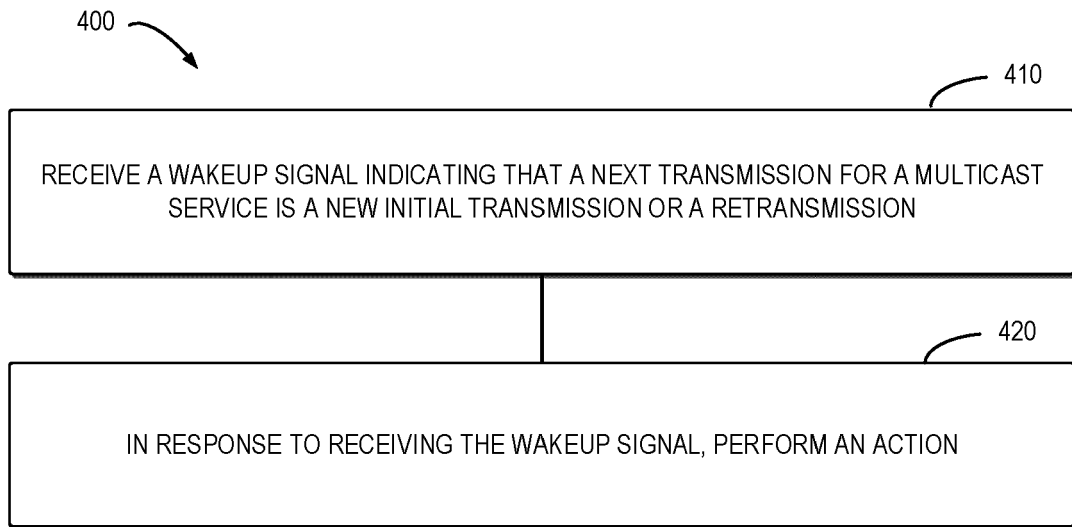 400
410
RECEIVE A WAKEUP SIGNAL INDICATING THAT A NEXT TRANSMISSION FOR A MULTICAST
SERVICE IS A NEW INITIAL TRANSMISSION OR A RETRANSMISSION
420
IN RESPONSE TO RECEIVING THE WAKEUP SIGNAL, PERFORM AN ACTION